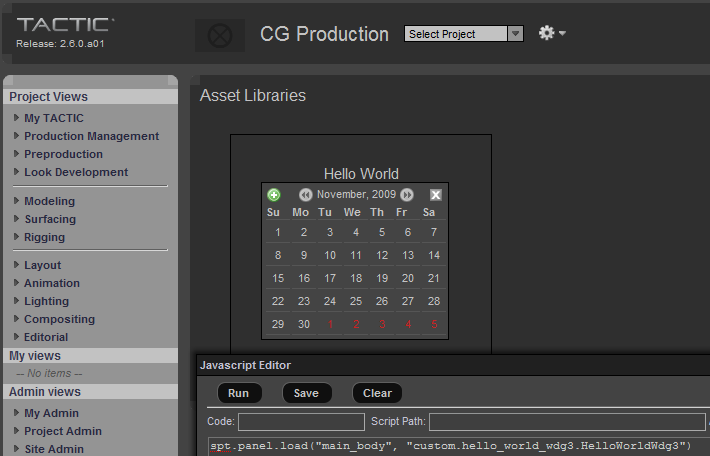 TACTIC
Release: 2.6.0.a01
CG Production
Select Project
Project Views
My TACTIC
Production Management
Preproduction
Look Development
Modeling
Surfacing
Rigging
Layout
Animation
Lighting
Compositing
Editorial
My views
-- No items --
Admin views
My Admin
Project Admin
Site Admin
Asset Libraries
Hello World
November, 2009
Su Mo Tu We Th Fr Sa
1 2 3 4 5 6 7
8 9 10 11 12 13 14
15 16 17 18 19 20 21
22 23 24 25 26 27 28
29 30 1 2 3 4 5
Javascript Editor
Run Save Clear
Code: Script Path:
spt.panel.load("main_body", "custom.hello_world_wdg3.HelloWorldWdg3")